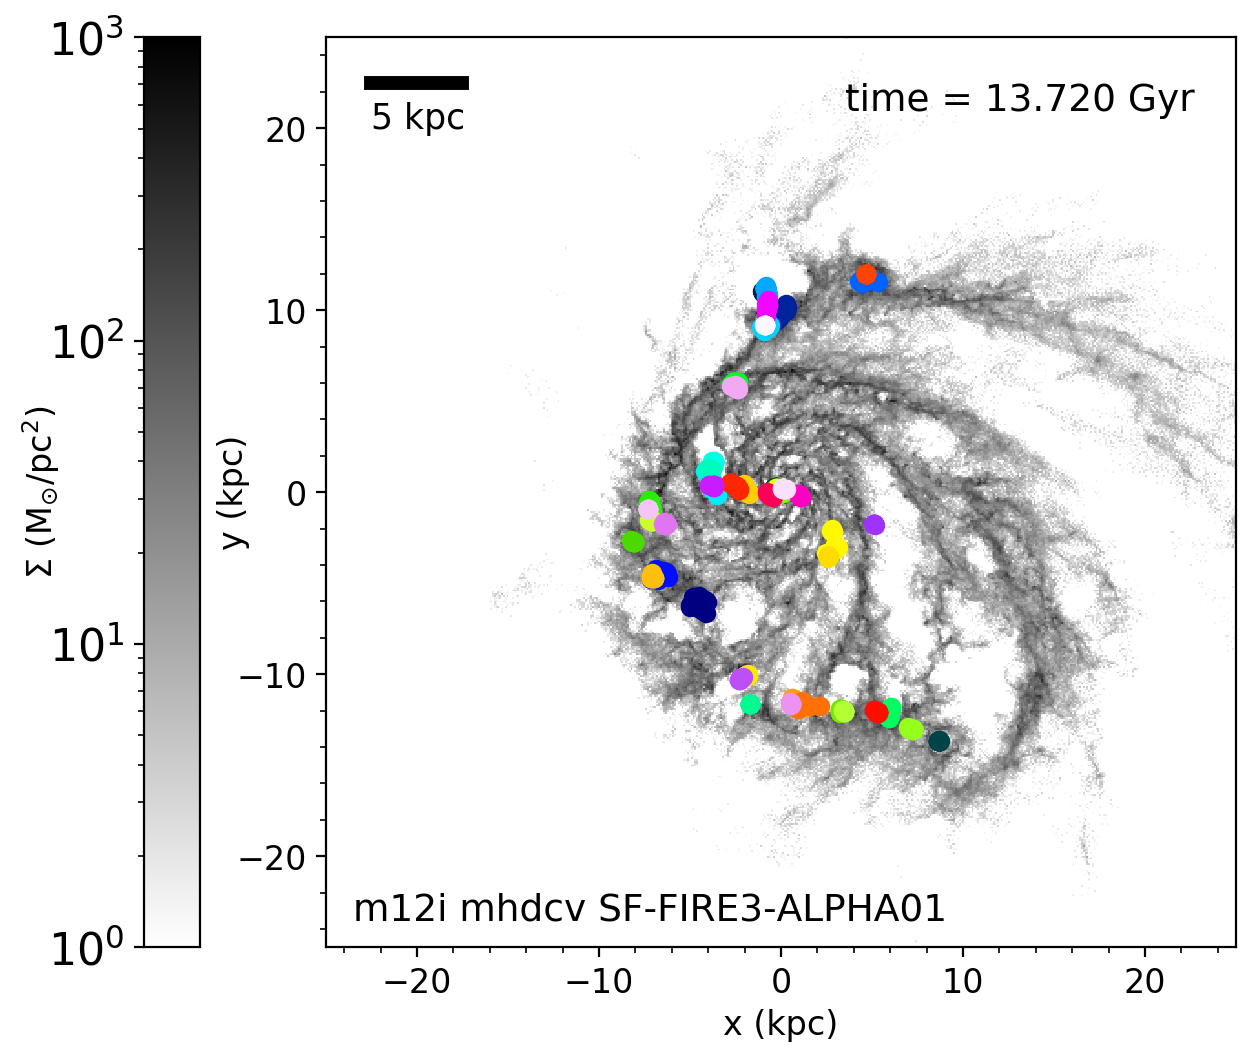 10³
10²
10¹
10⁰
Σ (M⊙/pc²)
y (kpc)
20
10
0
−10
−20
5 kpc
time = 13.720 Gyr
m12i mhdcv SF-FIRE3-ALPHA01
−20 −10 0 10 20
x (kpc)